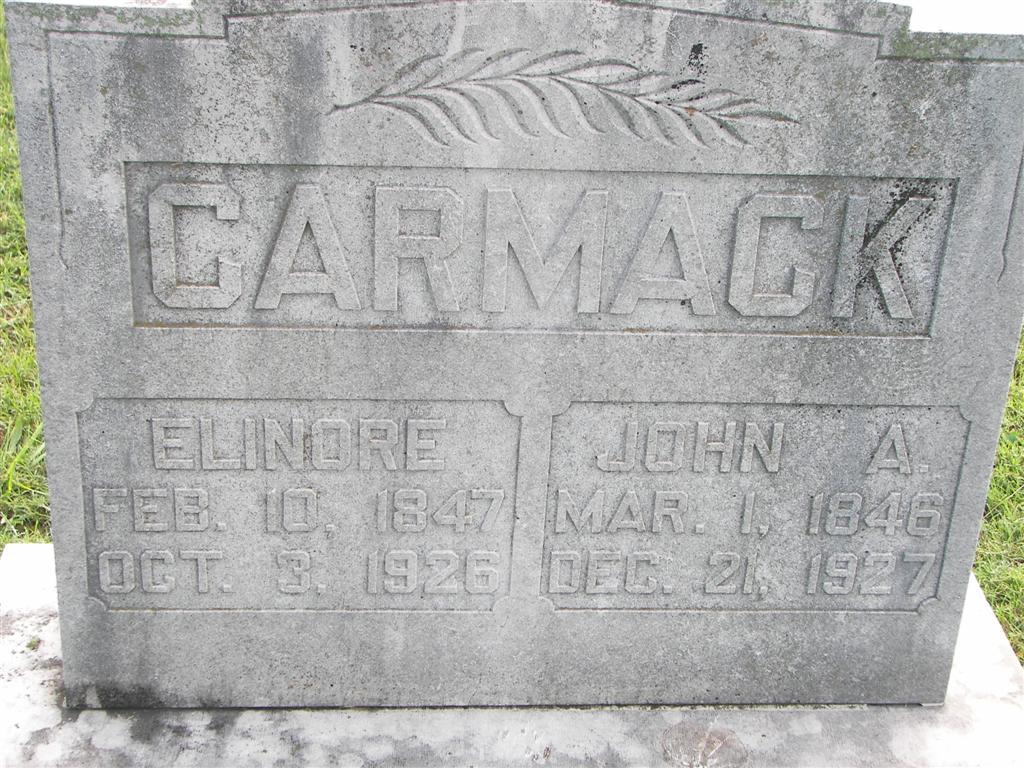 CARMACK
ELINORE
FEB. 10, 1847
OCT. 3, 1926
JOHN A.
MAR. 1, 1846
DEC. 21, 1927